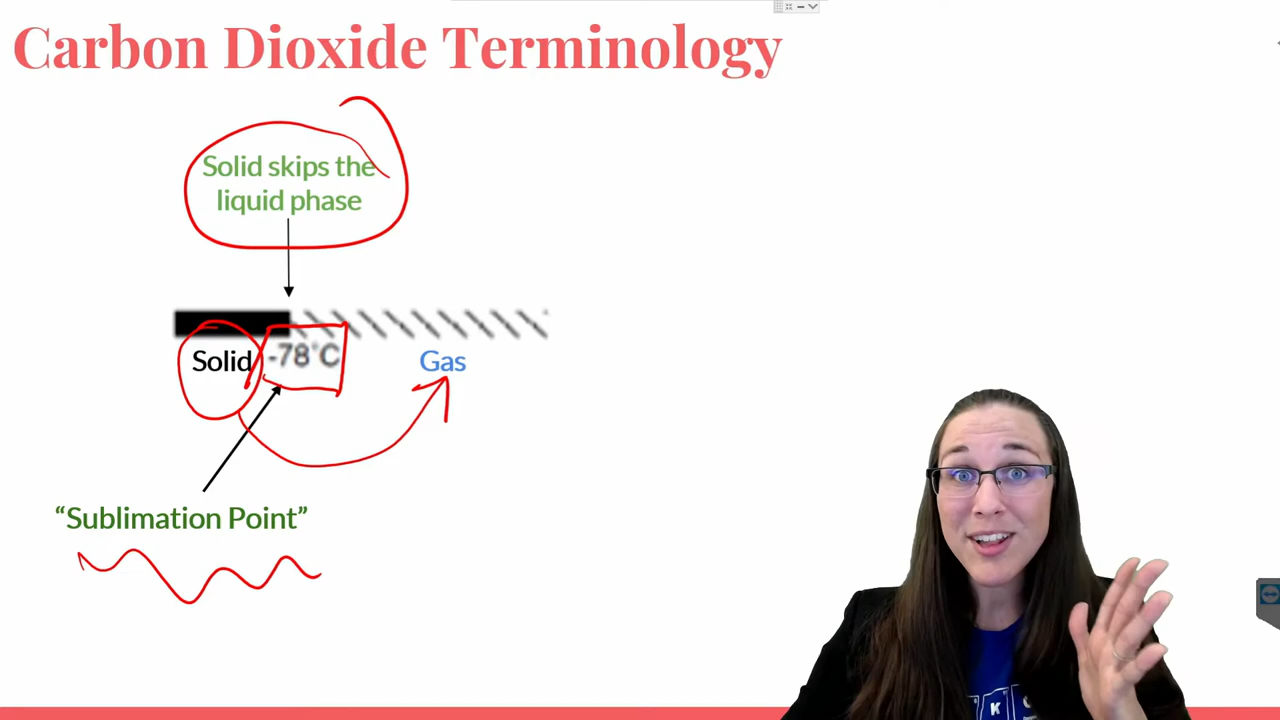 Carbon Dioxide Terminology
Solid skips the
liquid phase
Solid -78°C Gas
“Sublimation Point”
K